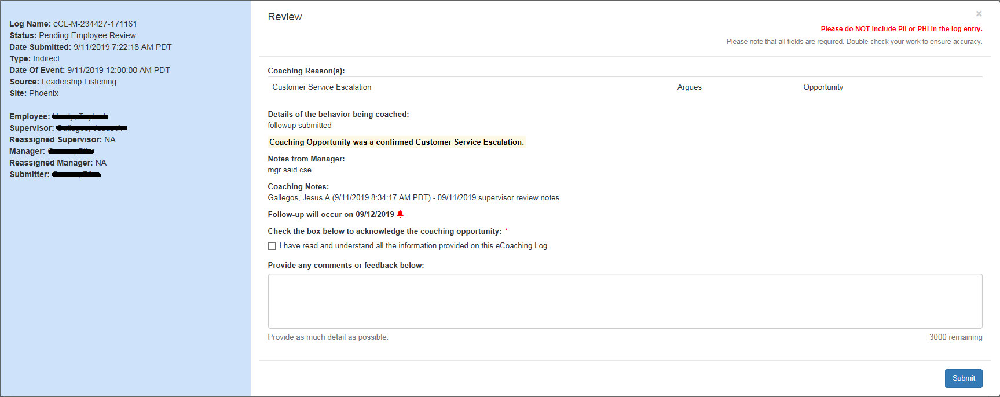 Log Name: eCL-M-234427-171161
Status: Pending Employee Review
Date Submitted: 9/11/2019 7:22:18 AM PDT
Type: Indirect
Date Of Event: 9/11/2019 12:00:00 AM PDT
Source: Leadership Listening
Site: Phoenix
Employee:
Supervisor:
Reassigned Supervisor: NA
Manager:
Reassigned Manager: NA
Submitter:
Review
×
Please do NOT include PII or PHI in the log entry.
Please note that all fields are required. Double-check your work to ensure accuracy.
Coaching Reason(s):
Customer Service Escalation Argues Opportunity
Details of the behavior being coached:
followup submitted
Coaching Opportunity was a confirmed Customer Service Escalation.
Notes from Manager:
mgr said cse
Coaching Notes:
Gallegos, Jesus A (9/11/2019 8:34:17 AM PDT) - 09/11/2019 supervisor review notes
Follow-up will occur on 09/12/2019
Check the box below to acknowledge the coaching opportunity: *
I have read and understand all the information provided on this eCoaching Log.
Provide any comments or feedback below:
Provide as much detail as possible. 3000 remaining
Submit